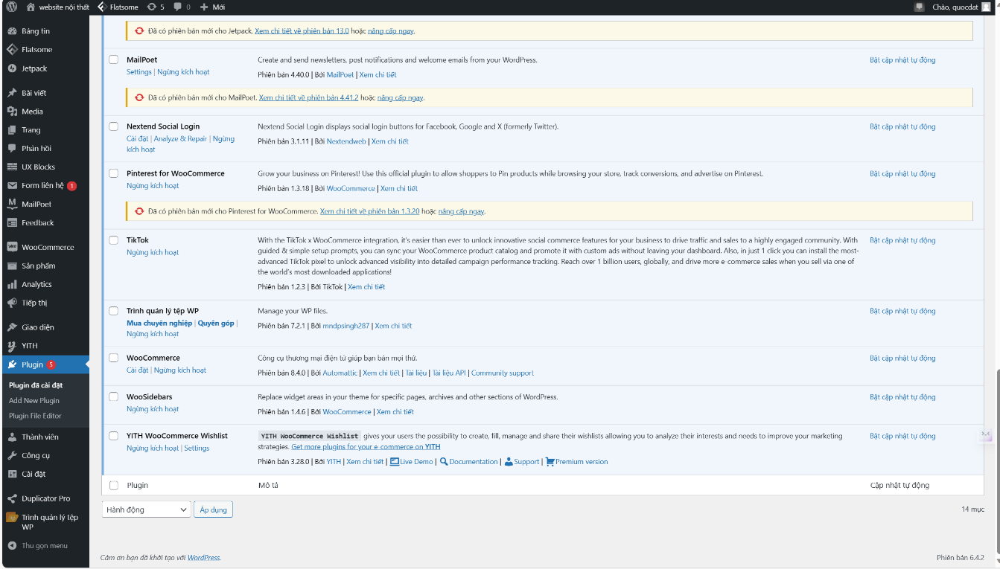 website nội thất Flatsome 5 0 Mới Chào, quocdat
Bảng tin
Flatsome
Jetpack
Bài viết
Media
Trang
Phản hồi
UX Blocks
Form liên hệ 1
MailPoet
Feedback
WooCommerce
Sản phẩm
Analytics
Tiếp thị
Giao diện
YITH
Plugin 5
Plugin đã cài đặt
Add New Plugin
Plugin File Editor
Thành viên
Công cụ
Cài đặt
Duplicator Pro
Trình quản lý tệp
WP
Thu gọn menu
Đã có phiên bản mới cho Jetpack. Xem chi tiết về phiên bản 13.0 hoặc nâng cấp ngay.
MailPoet
Settings | Ngừng kích hoạt
Create and send newsletters, post notifications and welcome emails from your WordPress.
Phiên bản 4.40.0 | Bởi MailPoet | Xem chi tiết
Bật cập nhật tự động
Đã có phiên bản mới cho MailPoet. Xem chi tiết về phiên bản 4.41.2 hoặc nâng cấp ngay.
Nextend Social Login
Cài đặt | Analyze & Repair | Ngừng
kích hoạt
Nextend Social Login displays social login buttons for Facebook, Google and X (formerly Twitter).
Phiên bản 3.1.11 | Bởi Nextendweb | Xem chi tiết
Bật cập nhật tự động
Pinterest for WooCommerce
Ngừng kích hoạt
Grow your business on Pinterest! Use this official plugin to allow shoppers to Pin products while browsing your store, track conversions, and advertise on Pinterest.
Phiên bản 1.3.18 | Bởi WooCommerce | Xem chi tiết
Bật cập nhật tự động
Đã có phiên bản mới cho Pinterest for WooCommerce. Xem chi tiết về phiên bản 1.3.20 hoặc nâng cấp ngay.
TikTok
Ngừng kích hoạt
With the TikTok x WooCommerce integration, it's easier than ever to unlock innovative social commerce features for your business to drive traffic and sales to a highly engaged community. With
guided & simple setup prompts, you can sync your WooCommerce product catalog and promote it with custom ads without leaving your dashboard. Also, in just 1 click you can install the most-
advanced TikTok pixel to unlock advanced visibility into detailed campaign performance tracking. Reach over 1 billion users, globally, and drive more e-commerce sales when you sell via one of
the world's most downloaded applications!
Phiên bản 1.2.3 | Bởi TikTok | Xem chi tiết
Bật cập nhật tự động
Trình quản lý tệp WP
Mua chuyên nghiệp | Quyên góp |
Ngừng kích hoạt
Manage your WP files.
Phiên bản 7.2.1 | Bởi mndpsingh287 | Xem chi tiết
Bật cập nhật tự động
WooCommerce
Cài đặt | Ngừng kích hoạt
Công cụ thương mại điện tử giúp bạn bán mọi thứ.
Phiên bản 8.4.0 | Bởi Automattic | Xem chi tiết | Tài liệu | Tài liệu API | Community support
Bật cập nhật tự động
WooSidebars
Ngừng kích hoạt
Replace widget areas in your theme for specific pages, archives and other sections of WordPress.
Phiên bản 1.4.6 | Bởi WooCommerce | Xem chi tiết
Bật cập nhật tự động
YITH WooCommerce Wishlist
Ngừng kích hoạt | Settings
YITH WooCommerce Wishlist gives your users the possibility to create, fill, manage and share their wishlists allowing you to analyze their interests and needs to improve your marketing
strategies. Get more plugins for your e-commerce on YITH
Phiên bản 3.28.0 | Bởi YITH | Xem chi tiết | Live Demo | Documentation | Support | Premium version
Bật cập nhật tự động
Plugin Mô tả Cập nhật tự động
Hành động Áp dụng 14 mục
Cảm ơn bạn đã khởi tạo với WordPress. Phiên bản 6.4.2